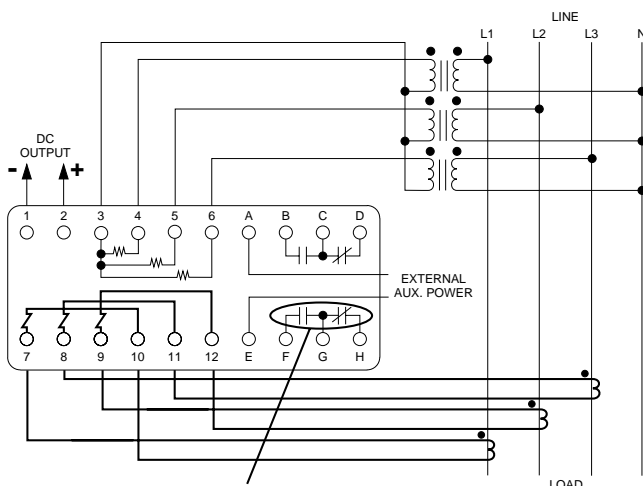 LINE
L1 L2 L3 N
DC
OUTPUT
- +
1 2 3 4 5 6 A B C D
EXTERNAL
AUX. POWER
7 8 9 10 11 12 E F G H
LOAD